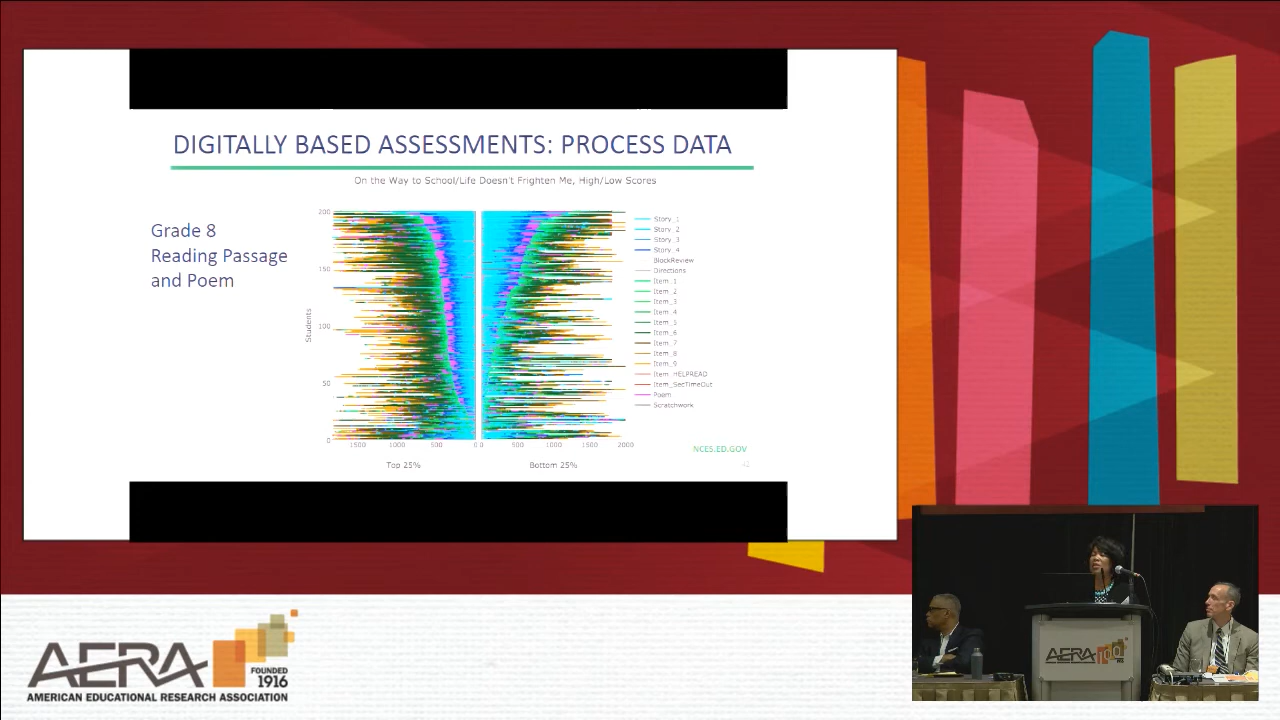 DIGITALLY BASED ASSESSMENTS: PROCESS DATA
On the Way to School/Life Doesn't Frighten Me, High/Low Scores
Grade 8
Reading Passage
and Poem
Students
200
150
100
50
0
1500 1000 500 0 0 500 1000 1500 2000
Top 25%
Bottom 25%
Story_1
Story_2
Story_3
Story_4
BlockReview
Directions
Item_1
Item_2
Item_3
Item_4
Item_5
Item_6
Item_7
Item_8
Item_9
Item_HELPREAD
Item_SecTimeOut
Poem
Scratchwork
NCES.ED.GOV
42
AERA
FOUNDED
1916
AMERICAN EDUCATIONAL RESEARCH ASSOCIATION
AERA